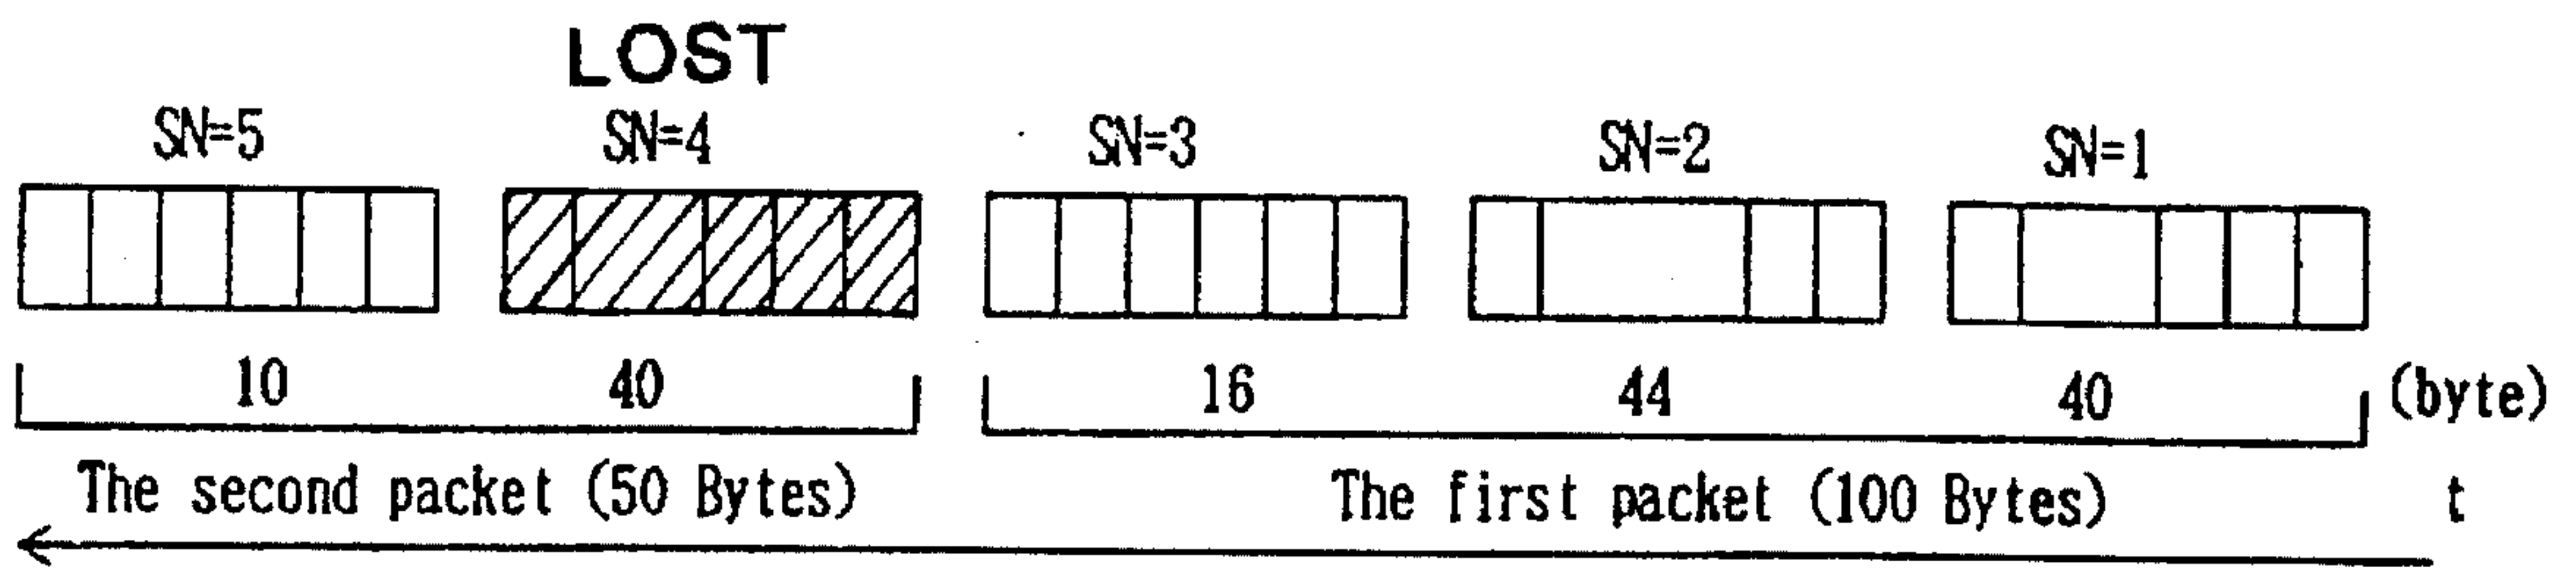 LOST
SN=5 SN=4 SN=3 SN=2 SN=1
10 40 16 44 40 (byte)
The second packet (50 Bytes) The first packet (100 Bytes) t